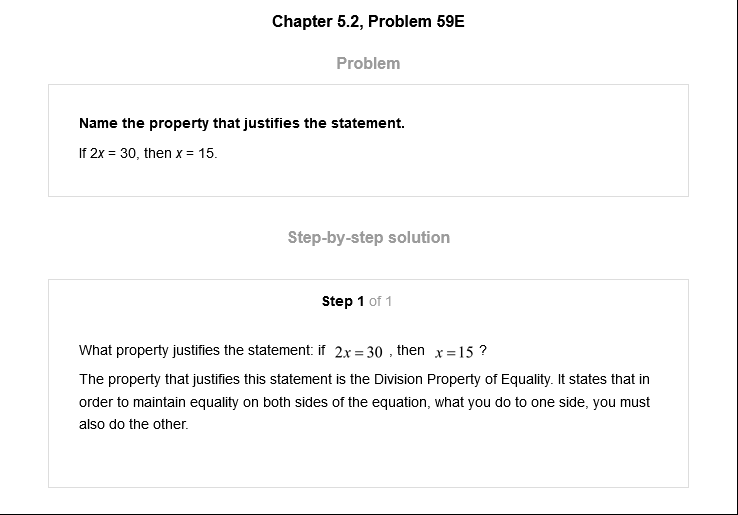 Chapter 5.2, Problem 59E
Problem
Name the property that justifies the statement.
If 2x = 30, then x = 15.
Step-by-step solution
Step 1 of 1
What property justifies the statement: if 2x = 30 , then x = 15 ?
The property that justifies this statement is the Division Property of Equality. It states that in
order to maintain equality on both sides of the equation, what you do to one side, you must
also do the other.